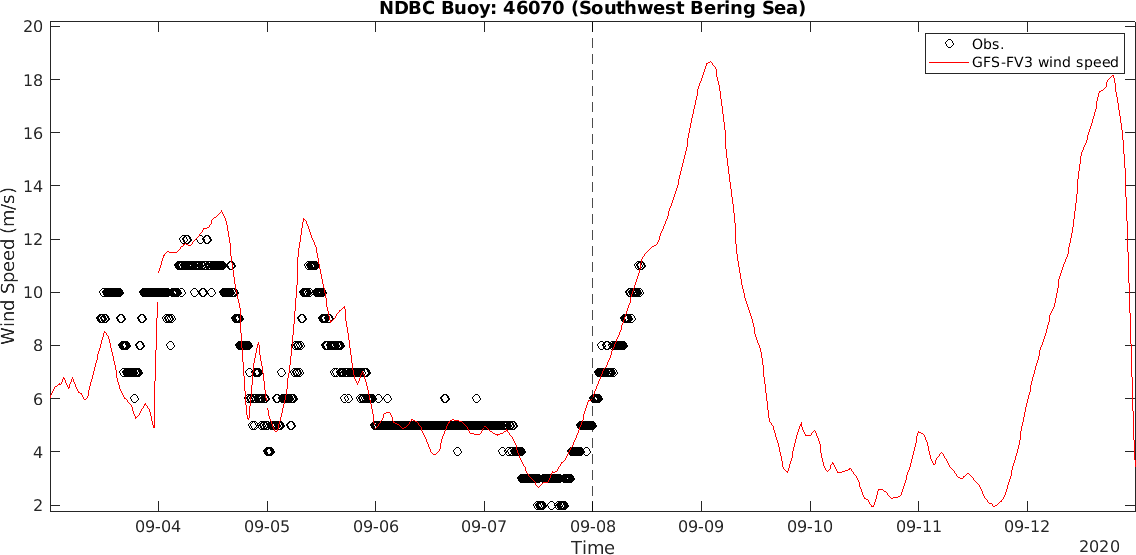 NDBC Buoy: 46070 (Southwest Bering Sea)
Obs.
GFS-FV3 wind speed
Wind Speed (m/s)
20
18
16
14
12
10
8
6
4
2
09-04 09-05 09-06 09-07 09-08 09-09 09-10 09-11 09-12
Time
2020